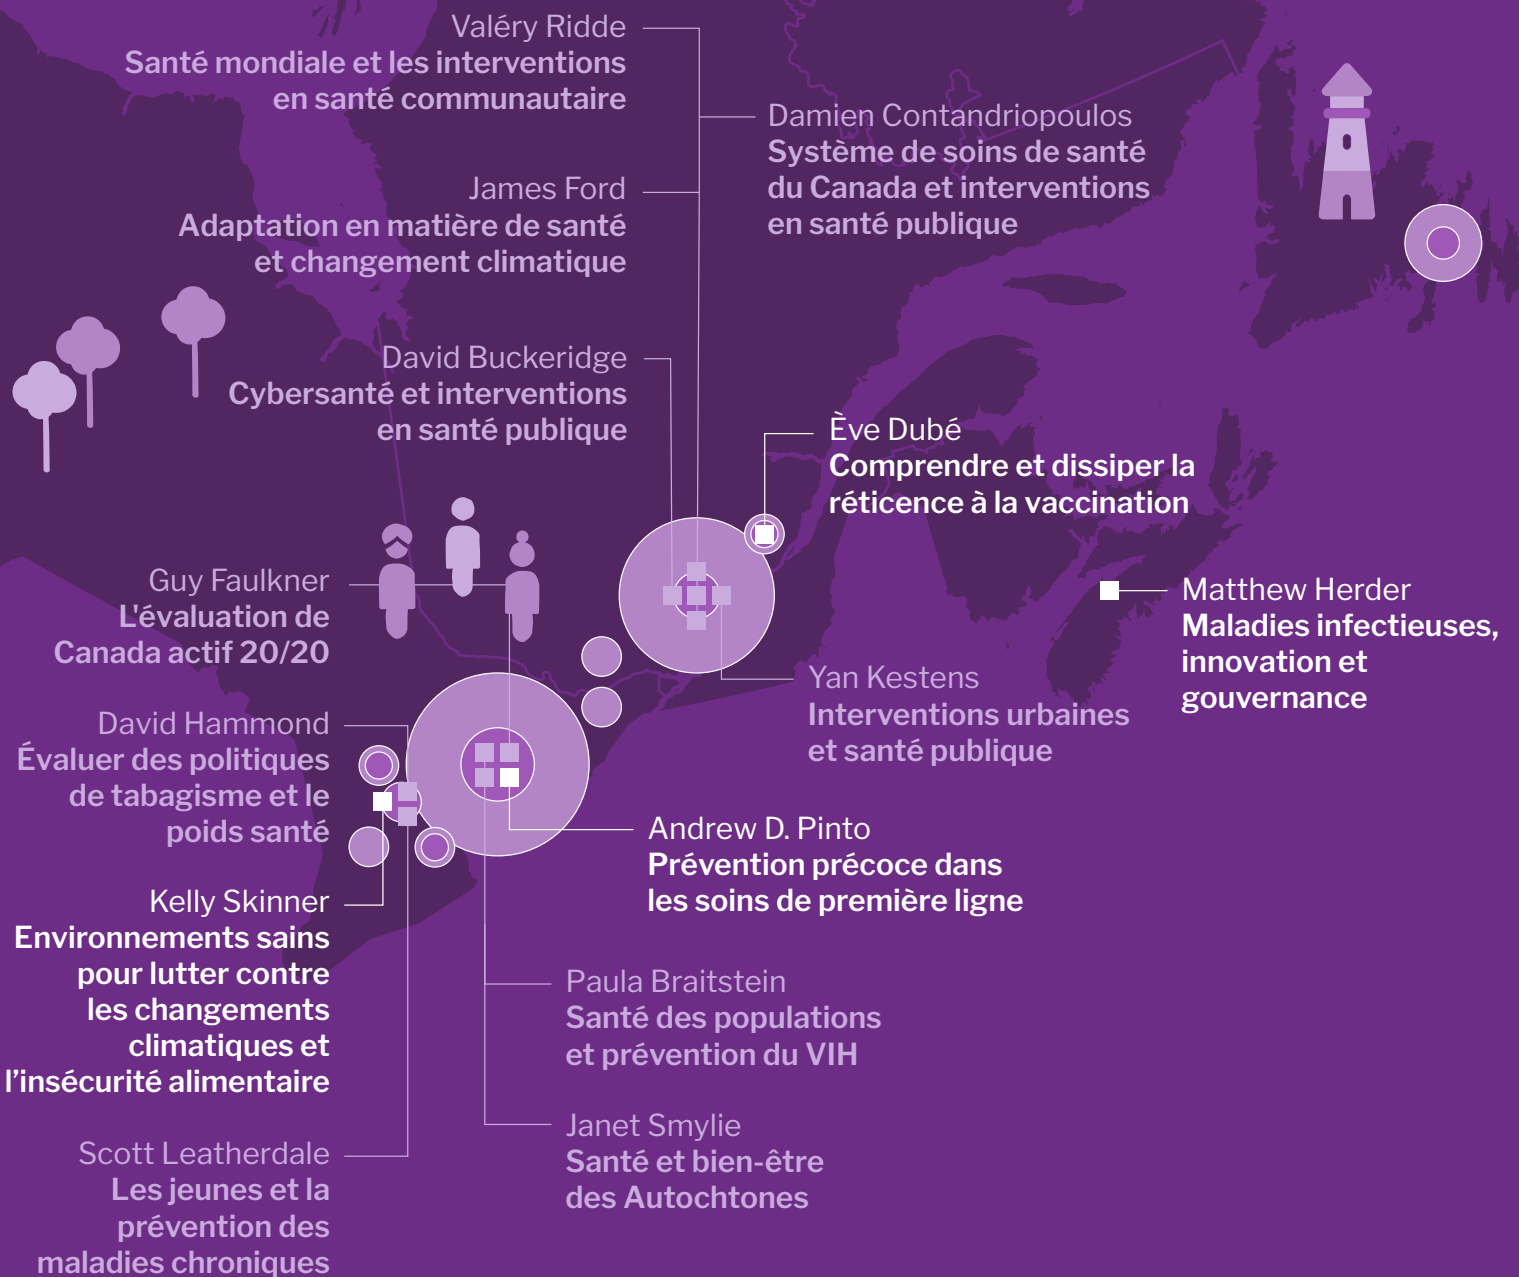 Valéry Ridde
Santé mondiale et les interventions
en santé communautaire
Damien Contandriopoulos
Système de soins de santé
du Canada et interventions
en santé publique
James Ford
Adaptation en matière de santé
et changement climatique
David Buckeridge
Cybersanté et interventions
en santé publique
Ève Dubé
Comprendre et dissiper la
réticence à la vaccination
Guy Faulkner
L'évaluation de
Canada actif 20/20
Matthew Herder
Maladies infectieuses,
innovation et
gouvernance
Yan Kestens
Interventions urbaines
et santé publique
David Hammond
Évaluer des politiques
de tabagisme et le
poids santé
Andrew D. Pinto
Prévention précoce dans
les soins de première ligne
Kelly Skinner
Environnements sains
pour lutter contre
les changements
climatiques et
l’insécurité alimentaire
Paula Braitstein
Santé des populations
et prévention du VIH
Janet Smylie
Santé et bien-être
des Autochtones
Scott Leatherdale
Les jeunes et la
prévention des
maladies chroniques